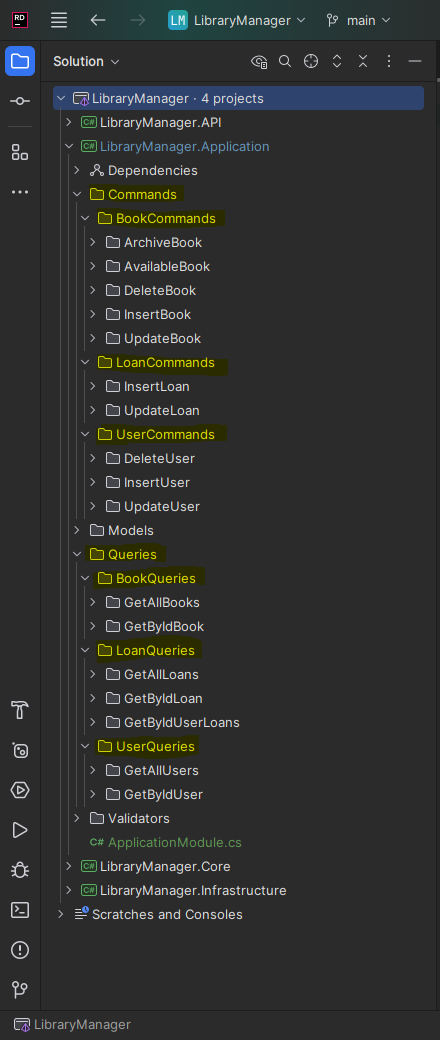 RD
LM LibraryManager main
Solution
LibraryManager · 4 projects
C# LibraryManager.API
C# LibraryManager.Application
Dependencies
Commands
BookCommands
ArchiveBook
AvailableBook
DeleteBook
InsertBook
UpdateBook
LoanCommands
InsertLoan
UpdateLoan
UserCommands
DeleteUser
InsertUser
UpdateUser
Models
Queries
BookQueries
GetAllBooks
GetByIdBook
LoanQueries
GetAllLoans
GetByIdLoan
GetByIdUserLoans
UserQueries
GetAllUsers
GetByIdUser
Validators
C# ApplicationModule.cs
C# LibraryManager.Core
C# LibraryManager.Infrastructure
Scratches and Consoles
LibraryManager